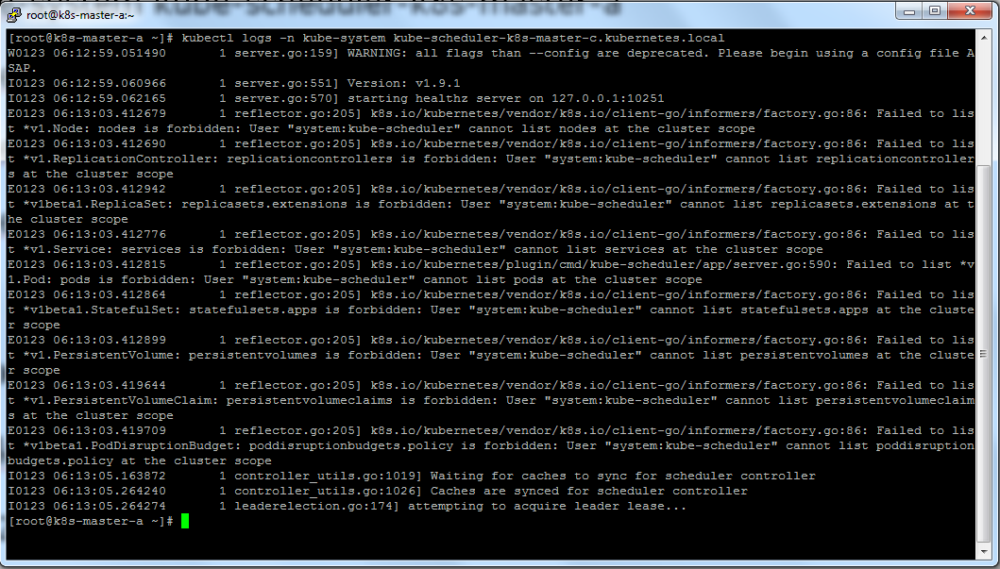 root@k8s-master-a:~
[root@k8s-master-a ~]# kubectl logs -n kube-system kube-scheduler-k8s-master-c.kubernetes.local
W0123 06:12:59.051490       1 server.go:159] WARNING: all flags than --config are deprecated. Please begin using a config file A
SAP.
I0123 06:12:59.060966       1 server.go:551] Version: v1.9.1
I0123 06:12:59.062165       1 server.go:570] starting healthz server on 127.0.0.1:10251
E0123 06:13:03.412679       1 reflector.go:205] k8s.io/kubernetes/vendor/k8s.io/client-go/informers/factory.go:86: Failed to lis
t *v1.Node: nodes is forbidden: User "system:kube-scheduler" cannot list nodes at the cluster scope
E0123 06:13:03.412690       1 reflector.go:205] k8s.io/kubernetes/vendor/k8s.io/client-go/informers/factory.go:86: Failed to lis
t *v1.ReplicationController: replicationcontrollers is forbidden: User "system:kube-scheduler" cannot list replicationcontroller
s at the cluster scope
E0123 06:13:03.412942       1 reflector.go:205] k8s.io/kubernetes/vendor/k8s.io/client-go/informers/factory.go:86: Failed to lis
t *v1beta1.ReplicaSet: replicasets.extensions is forbidden: User "system:kube-scheduler" cannot list replicasets.extensions at t
he cluster scope
E0123 06:13:03.412776       1 reflector.go:205] k8s.io/kubernetes/vendor/k8s.io/client-go/informers/factory.go:86: Failed to lis
t *v1.Service: services is forbidden: User "system:kube-scheduler" cannot list services at the cluster scope
E0123 06:13:03.412815       1 reflector.go:205] k8s.io/kubernetes/plugin/cmd/kube-scheduler/app/server.go:590: Failed to list *v
1.Pod: pods is forbidden: User "system:kube-scheduler" cannot list pods at the cluster scope
E0123 06:13:03.412864       1 reflector.go:205] k8s.io/kubernetes/vendor/k8s.io/client-go/informers/factory.go:86: Failed to lis
t *v1beta1.StatefulSet: statefulsets.apps is forbidden: User "system:kube-scheduler" cannot list statefulsets.apps at the cluste
r scope
E0123 06:13:03.412899       1 reflector.go:205] k8s.io/kubernetes/vendor/k8s.io/client-go/informers/factory.go:86: Failed to lis
t *v1.PersistentVolume: persistentvolumes is forbidden: User "system:kube-scheduler" cannot list persistentvolumes at the cluste
r scope
E0123 06:13:03.419644       1 reflector.go:205] k8s.io/kubernetes/vendor/k8s.io/client-go/informers/factory.go:86: Failed to lis
t *v1.PersistentVolumeClaim: persistentvolumeclaims is forbidden: User "system:kube-scheduler" cannot list persistentvolumeclaim
s at the cluster scope
E0123 06:13:03.419709       1 reflector.go:205] k8s.io/kubernetes/vendor/k8s.io/client-go/informers/factory.go:86: Failed to lis
t *v1beta1.PodDisruptionBudget: poddisruptionbudgets.policy is forbidden: User "system:kube-scheduler" cannot list poddisruption
budgets.policy at the cluster scope
I0123 06:13:05.163872       1 controller_utils.go:1019] Waiting for caches to sync for scheduler controller
I0123 06:13:05.264240       1 controller_utils.go:1026] Caches are synced for scheduler controller
I0123 06:13:05.264274       1 leaderelection.go:174] attempting to acquire leader lease...
[root@k8s-master-a ~]#